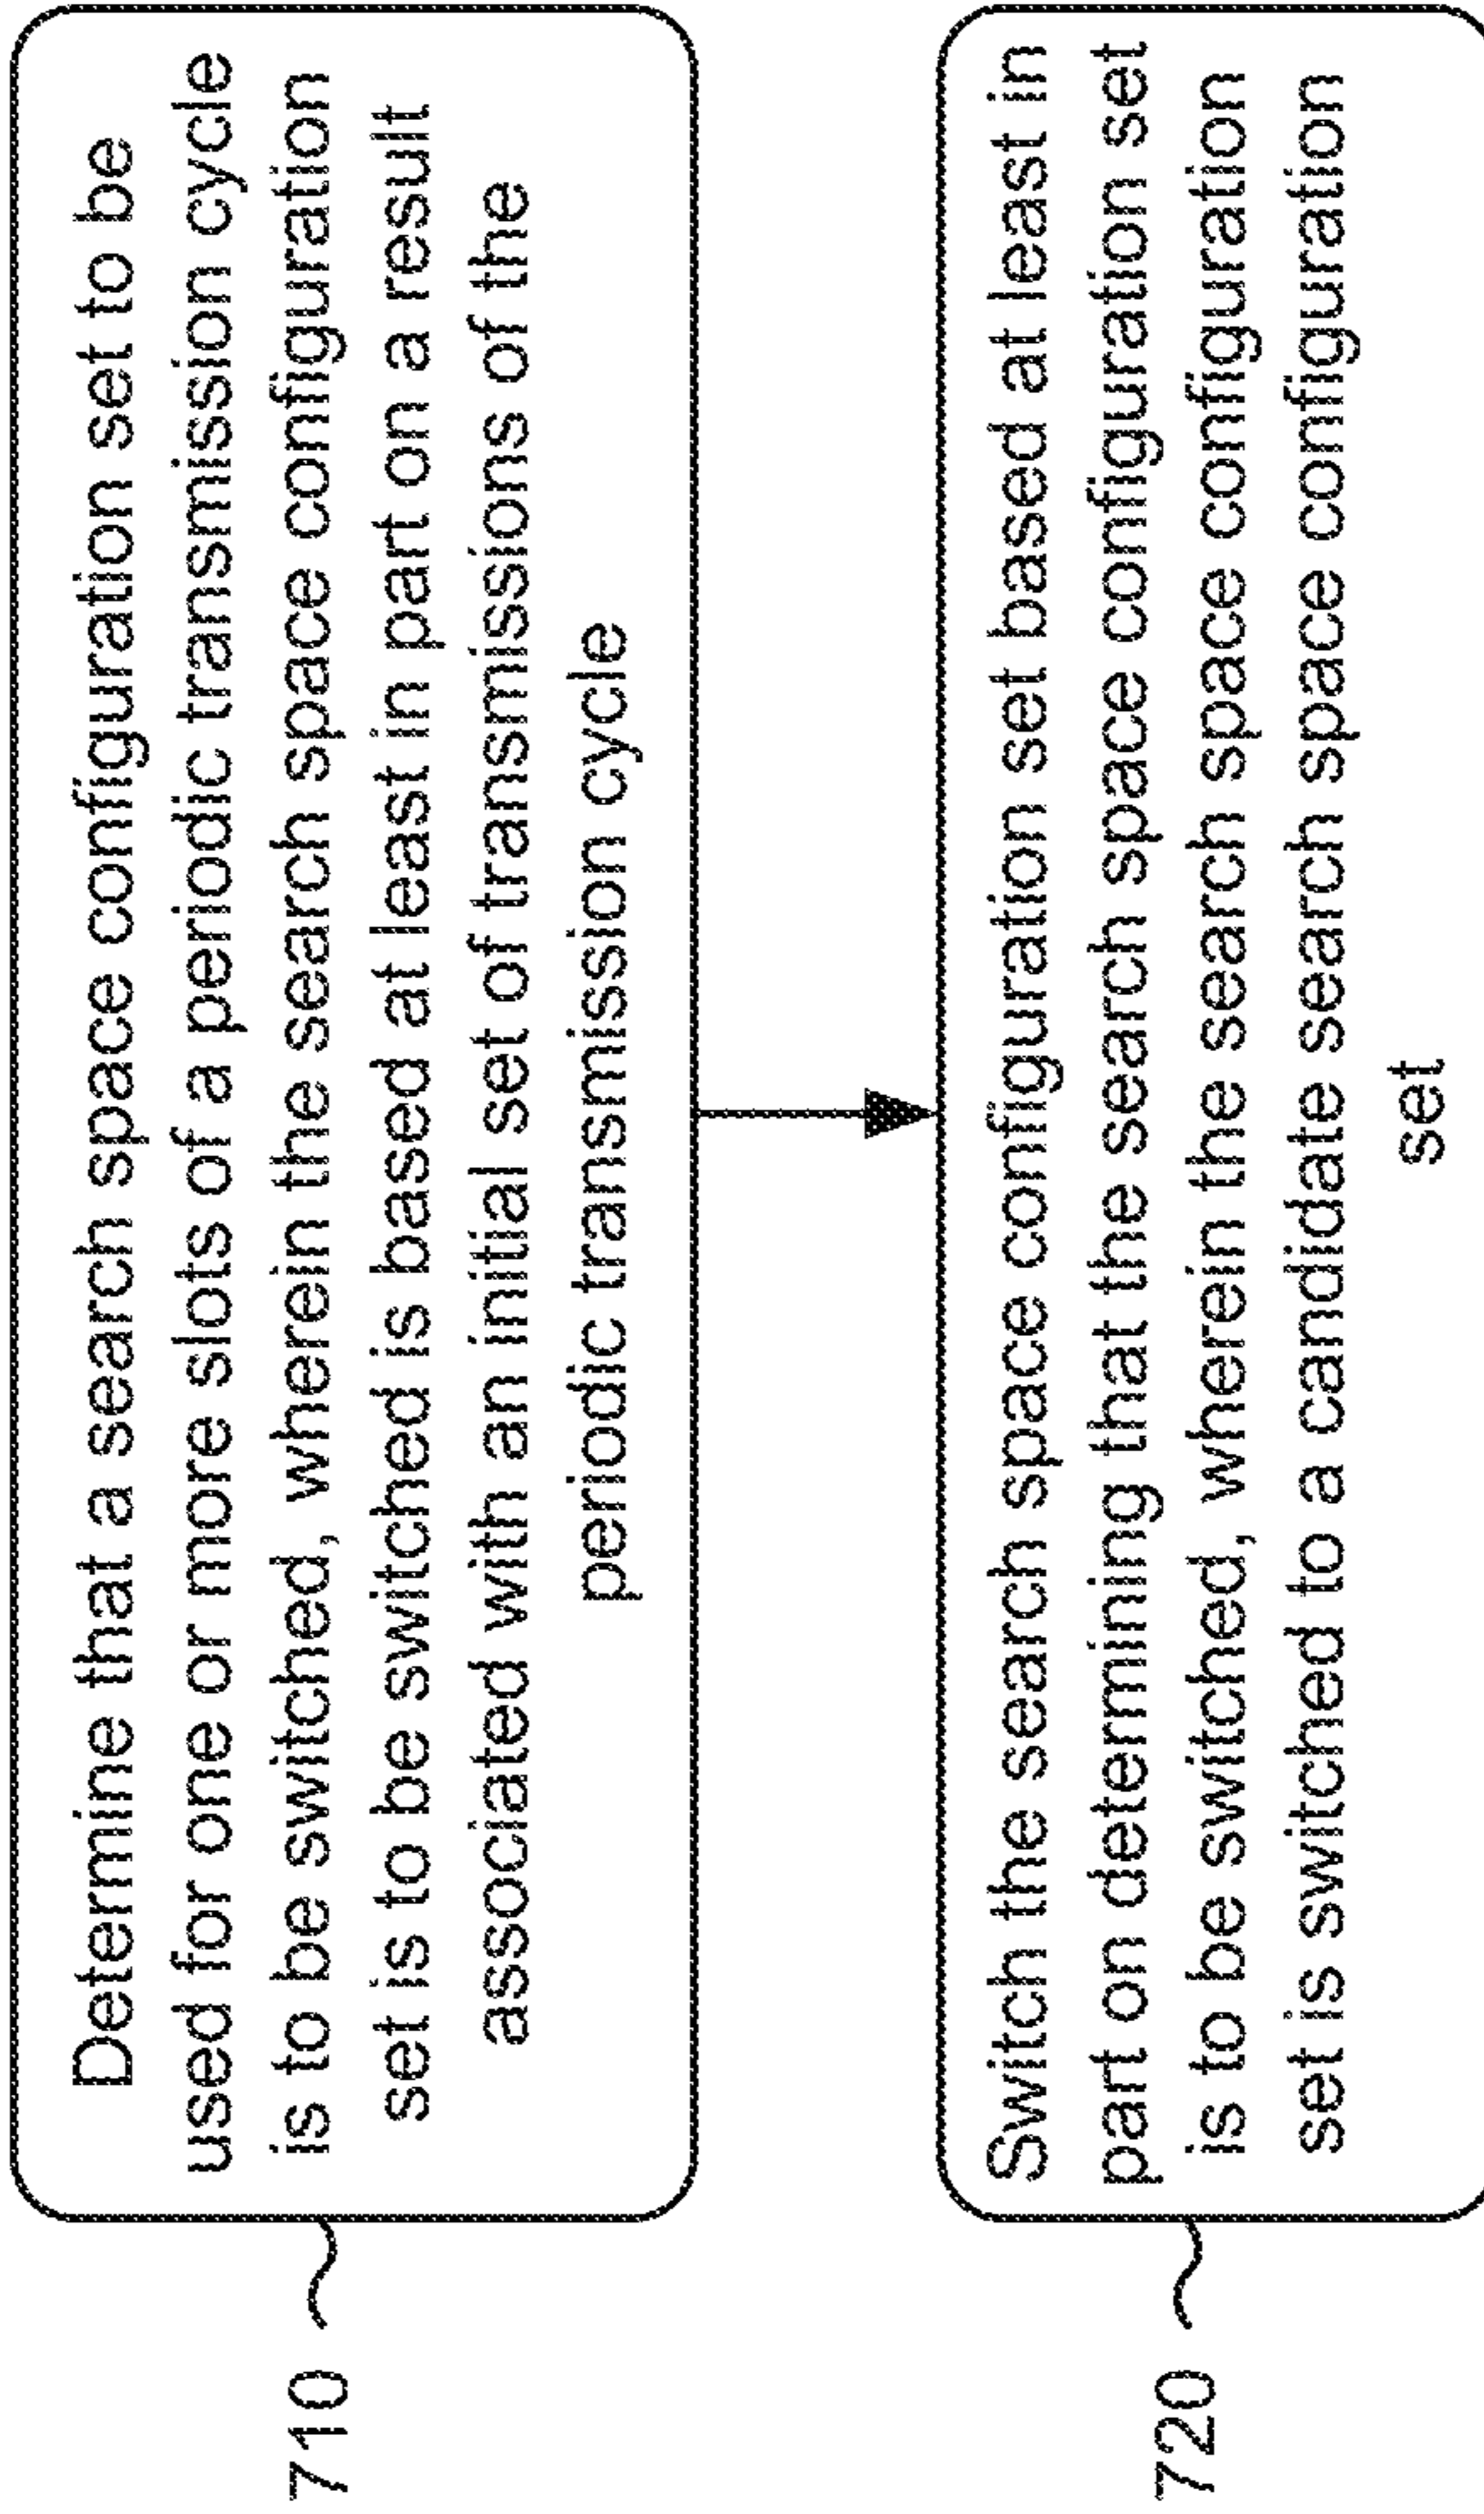 710
Determine that a search space configuration set to be
used for one or more slots of a periodic transmission cycle
is to be switched, wherein the search space configuration
set is to be switched is based at least in part on a result
associated with an initial set of transmissions of the
periodic transmission cycle
720
Switch the search space configuration set based at least in
part on determining that the search space configuration set
is to be switched, wherein the search space configuration
set is switched to a candidate search space configuration
set